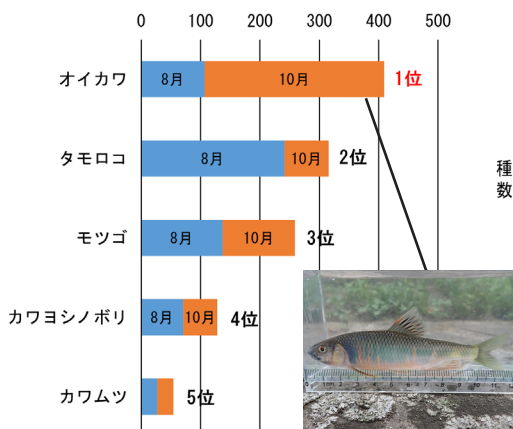 0 100 200 300 400 500
オイカワ 8月 10月 1位
タモロコ 8月 10月 2位
モツゴ 8月 10月 3位
カワヨシノボリ 8月 10月 4位
カワムツ 5位
種
数